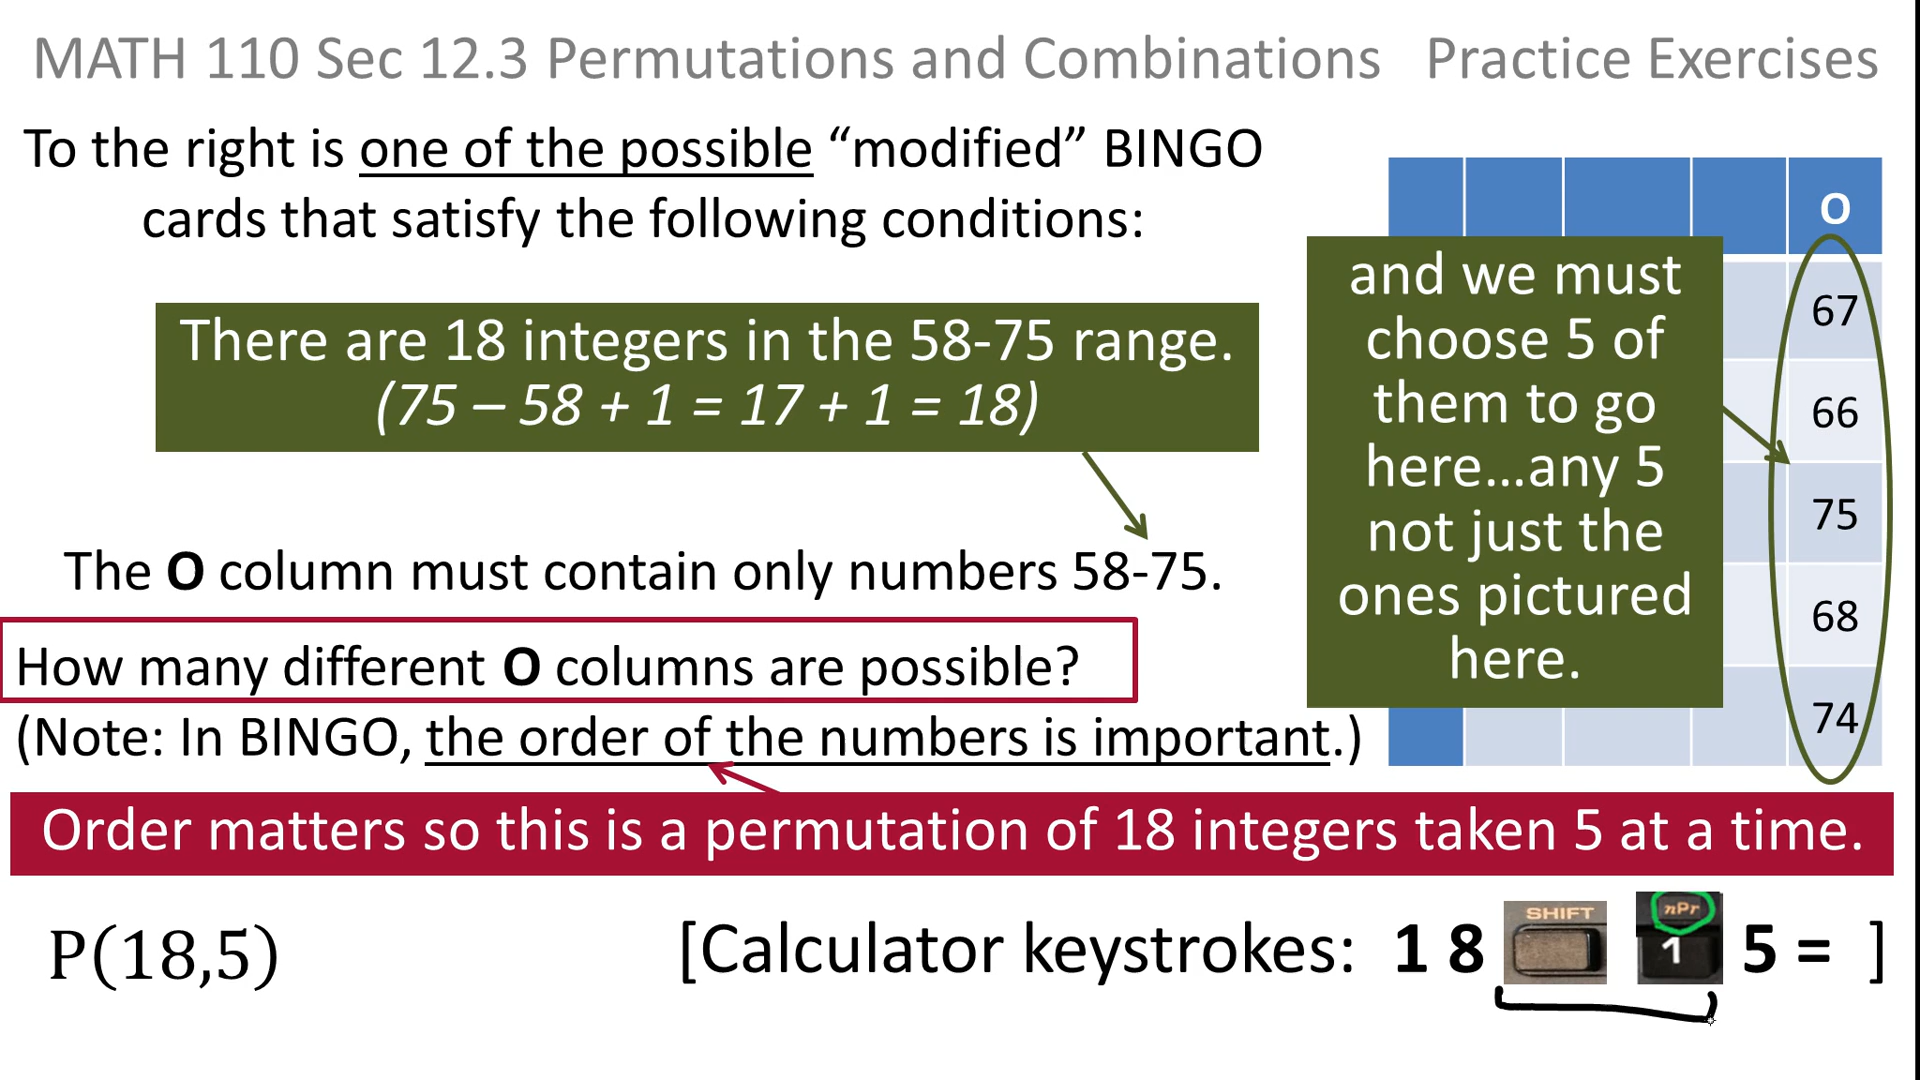 MATH 110 Sec 12.3 Permutations and Combinations Practice Exercises
To the right is one of the possible “modified” BINGO
cards that satisfy the following conditions:
There are 18 integers in the 58-75 range.
(75 – 58 + 1 = 17 + 1 = 18)
The O column must contain only numbers 58-75.
How many different O columns are possible?
(Note: In BINGO, the order of the numbers is important.)
and we must
choose 5 of
them to go
here...any 5
not just the
ones pictured
here.
O
67
66
75
68
74
Order matters so this is a permutation of 18 integers taken 5 at a time.
P(18,5)
[Calculator keystrokes: 1 8 SHIFT nPr 1 5 = ]